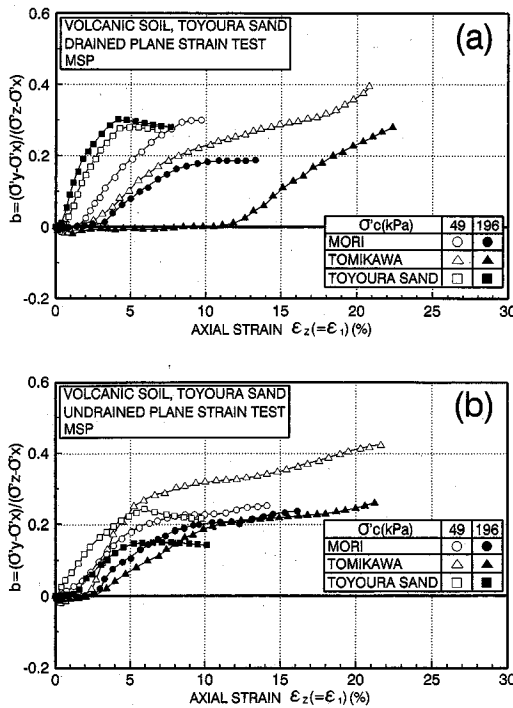 VOLCANIC SOIL, TOYOURA SAND
DRAINED PLANE STRAIN TEST
MSP
(a)
b=(σ'y-σ'x)/(σ'z-σ'x)
0.6
0.4
0.2
0
-0.2
σ'c(kPa) 49 196
MORI ○ ●
TOMIKAWA △ ▲
TOYOURA SAND □ ■
0 5 10 15 20 25 30
AXIAL STRAIN εz(=ε1)(%)
VOLCANIC SOIL, TOYOURA SAND
UNDRAINED PLANE STRAIN TEST
MSP
(b)
b=(σ'y-σ'x)/(σ'z-σ'x)
0.6
0.4
0.2
0
-0.2
σ'c(kPa) 49 196
MORI ○ ●
TOMIKAWA △ ▲
TOYOURA SAND □ ■
0 5 10 15 20 25 30
AXIAL STRAIN εz(=ε1)(%)